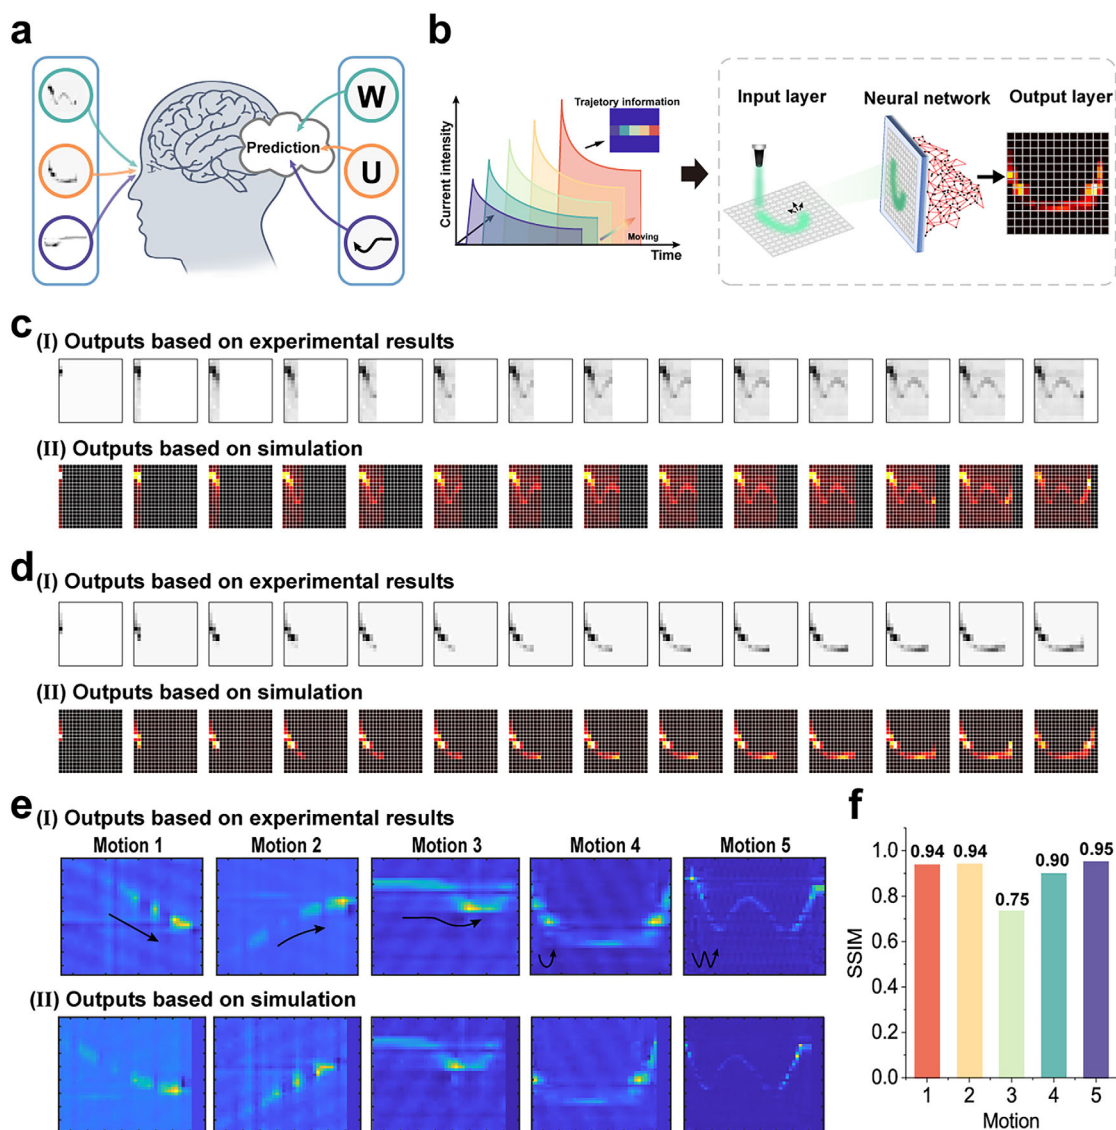 a
W
Prediction
U
b
Trajetory information
Current intensity
Moving
Time
Input layer
Neural network
Output layer
c
(I) Outputs based on experimental results
(II) Outputs based on simulation
d
(I) Outputs based on experimental results
(II) Outputs based on simulation
e
(I) Outputs based on experimental results
Motion 1
Motion 2
Motion 3
Motion 4
Motion 5
(II) Outputs based on simulation
f
SSIM
1.0
0.8
0.6
0.4
0.2
0.0
0.94
0.94
0.75
0.90
0.95
1 2 3 4 5
Motion